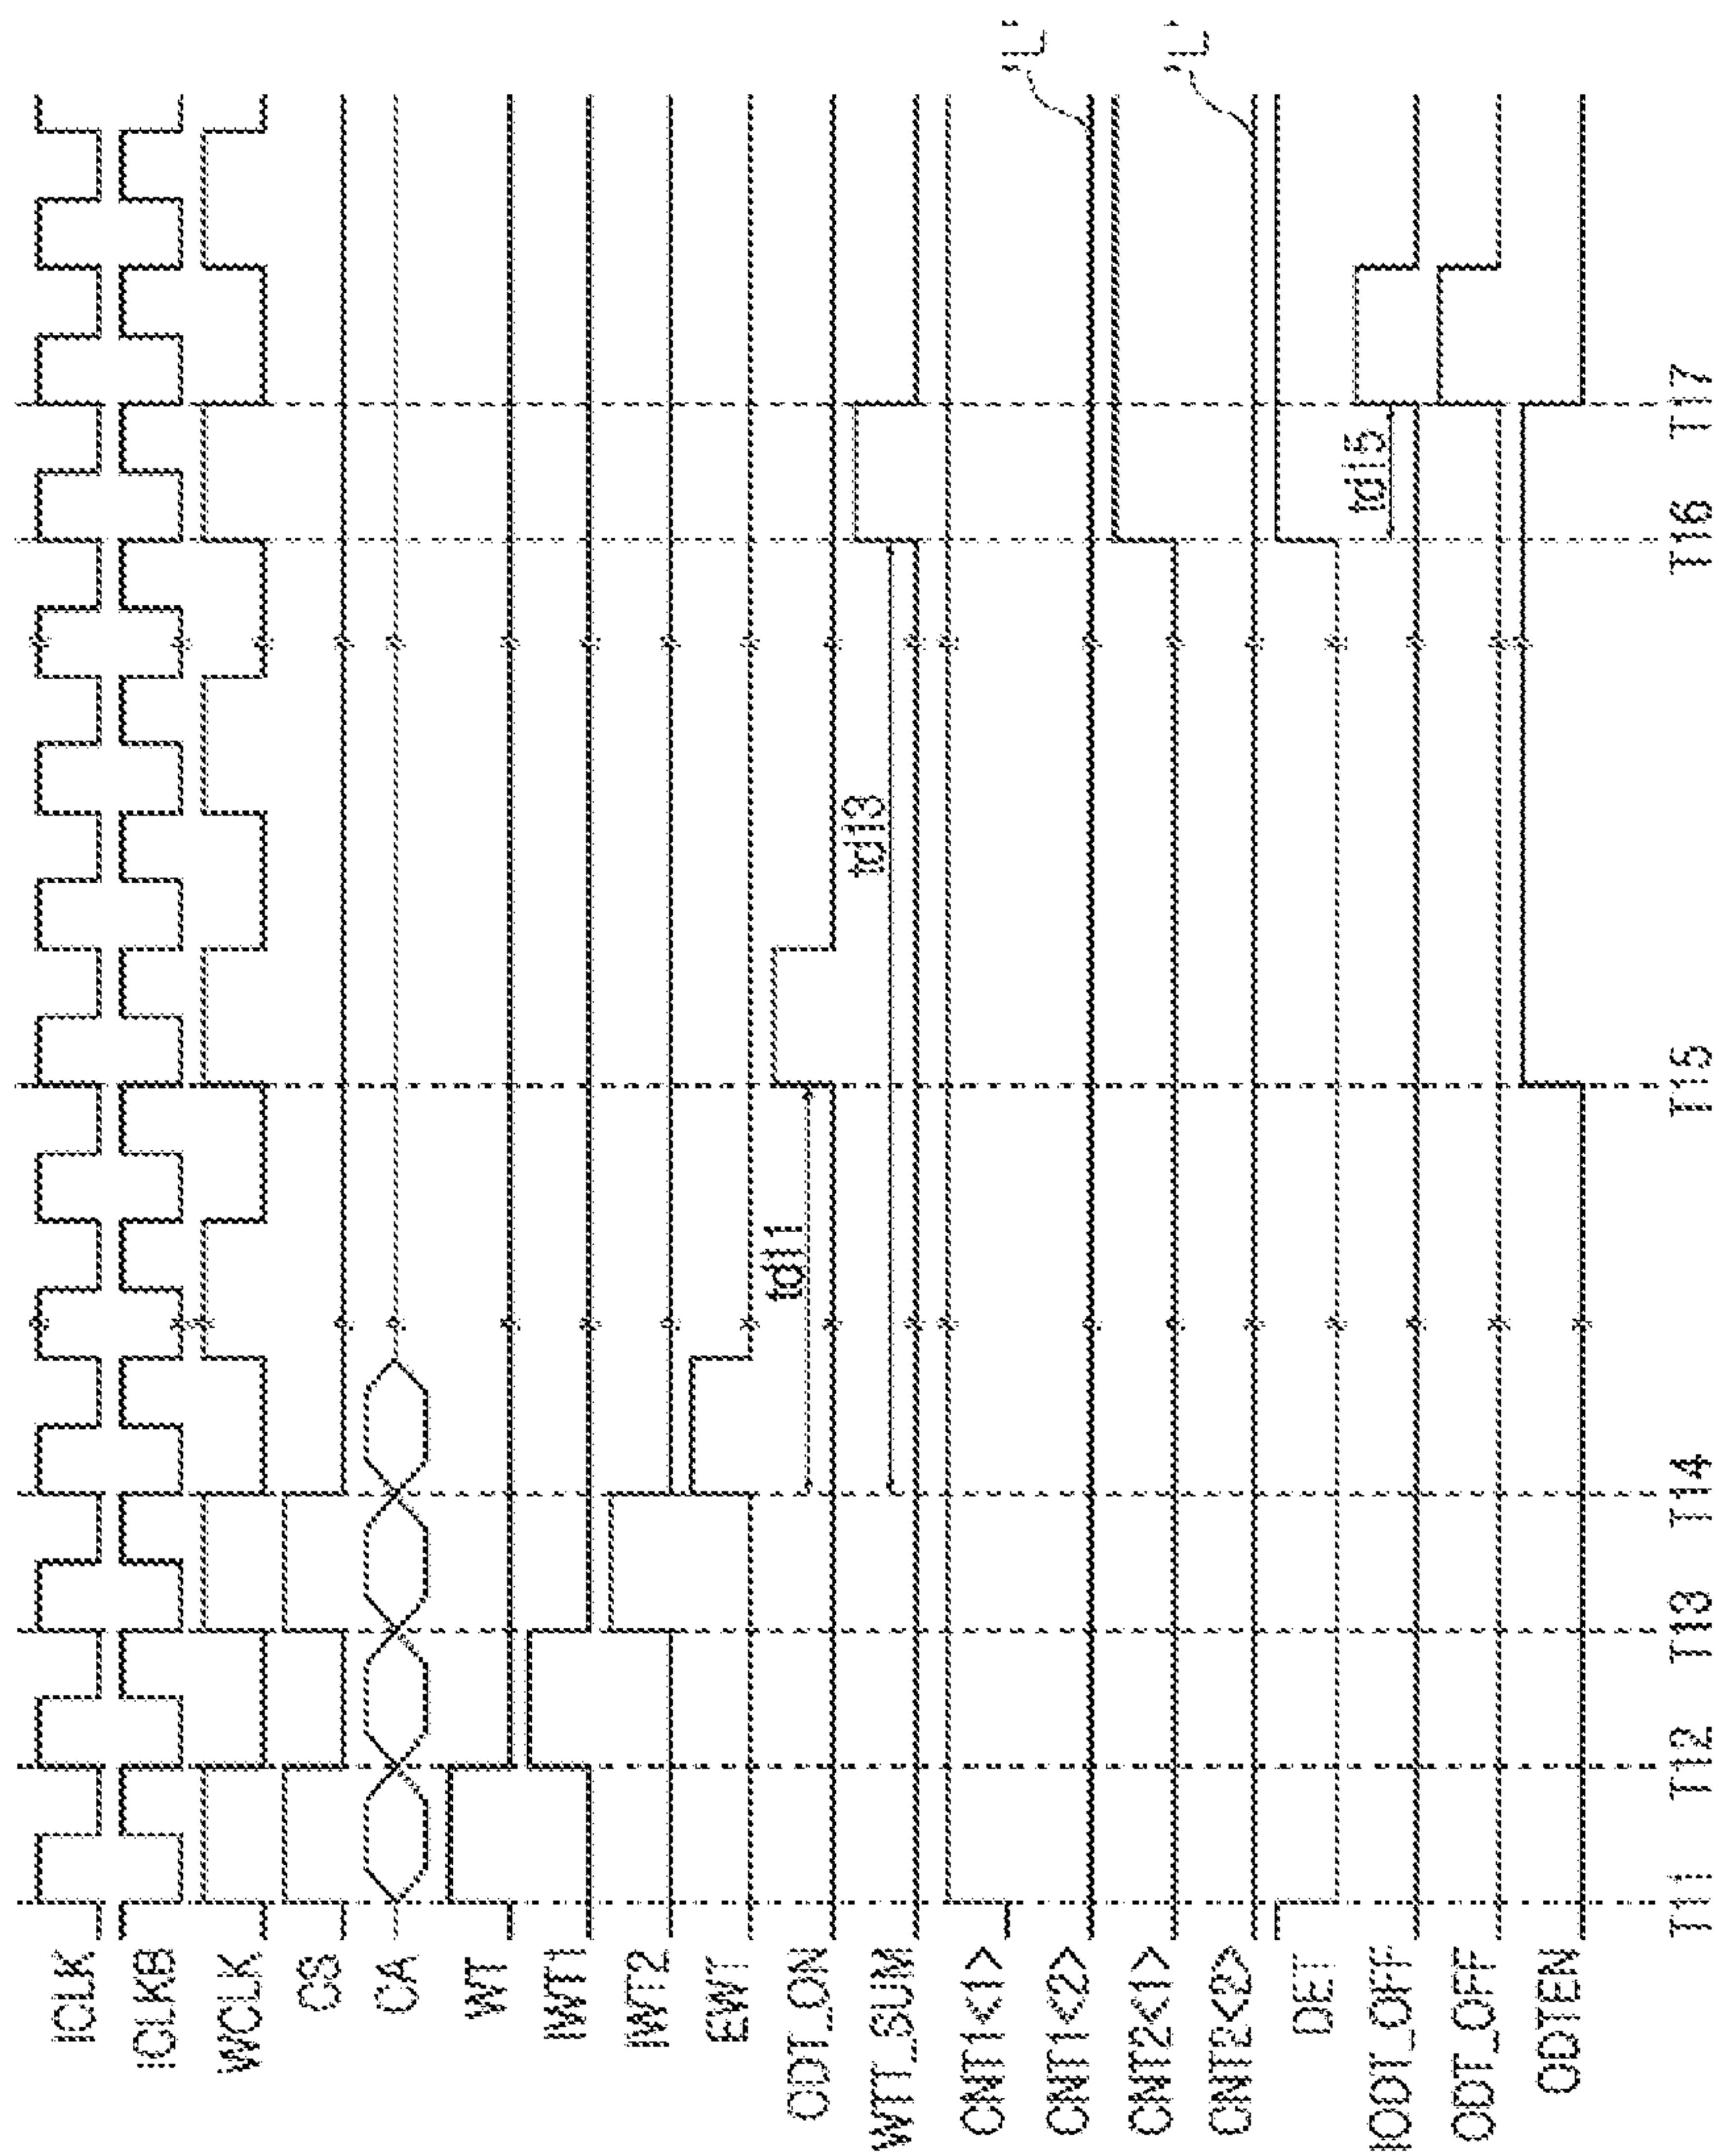 ICLK
ICLKB
WCLK
CS
CA
WT
IWT1
IWT2
EWT
ODT_ON
WTT_SUM
CNT1<1>
CNT1<2>
CNT2<1>
CNT2<2>
DET
IODT_OFF
ODT_OFF
ODTEN
td11
td13
td15
'L'
'L'
T11
T12
T13
T14
T15
T16
T17